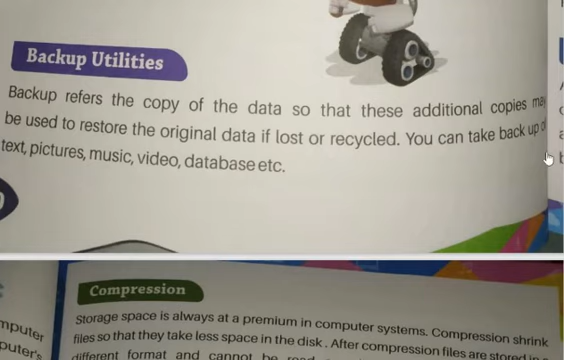 Backup Utilities
Backup refers the copy of the data so that these additional copies may
be used to restore the original data if lost or recycled. You can take back up of
text, pictures, music, video, database etc.
Compression
Storage space is always at a premium in computer systems. Compression shrink
files so that they take less space in the disk . After compression files are stored in
different format and cannot be read